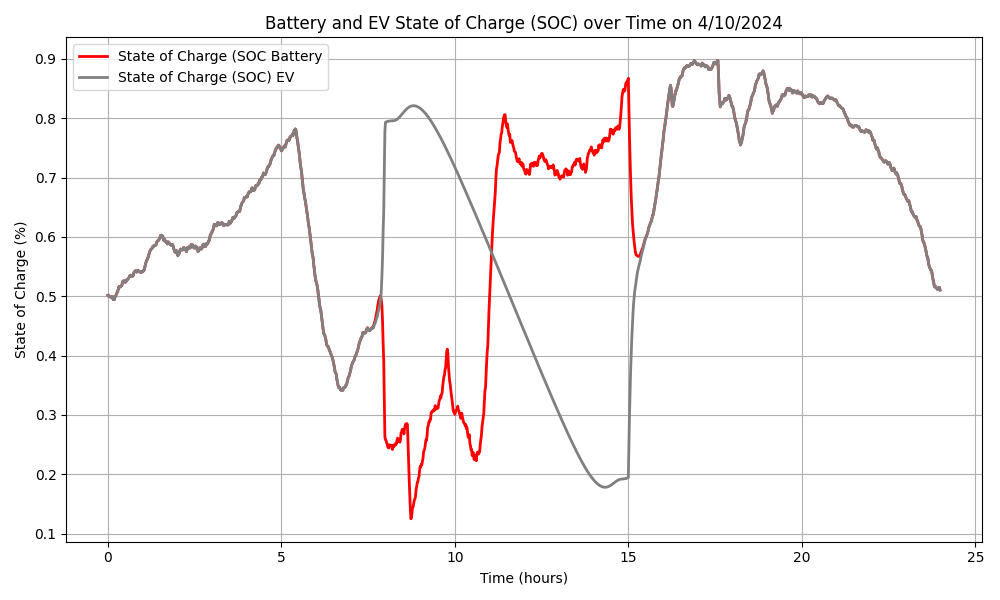 Battery and EV State of Charge (SOC) over Time on 4/10/2024
State of Charge (SOC Battery
State of Charge (SOC) EV
0.9
0.8
0.7
0.6
0.5
0.4
0.3
0.2
0.1
State of Charge (%)
0 5 10 15 20 25
Time (hours)